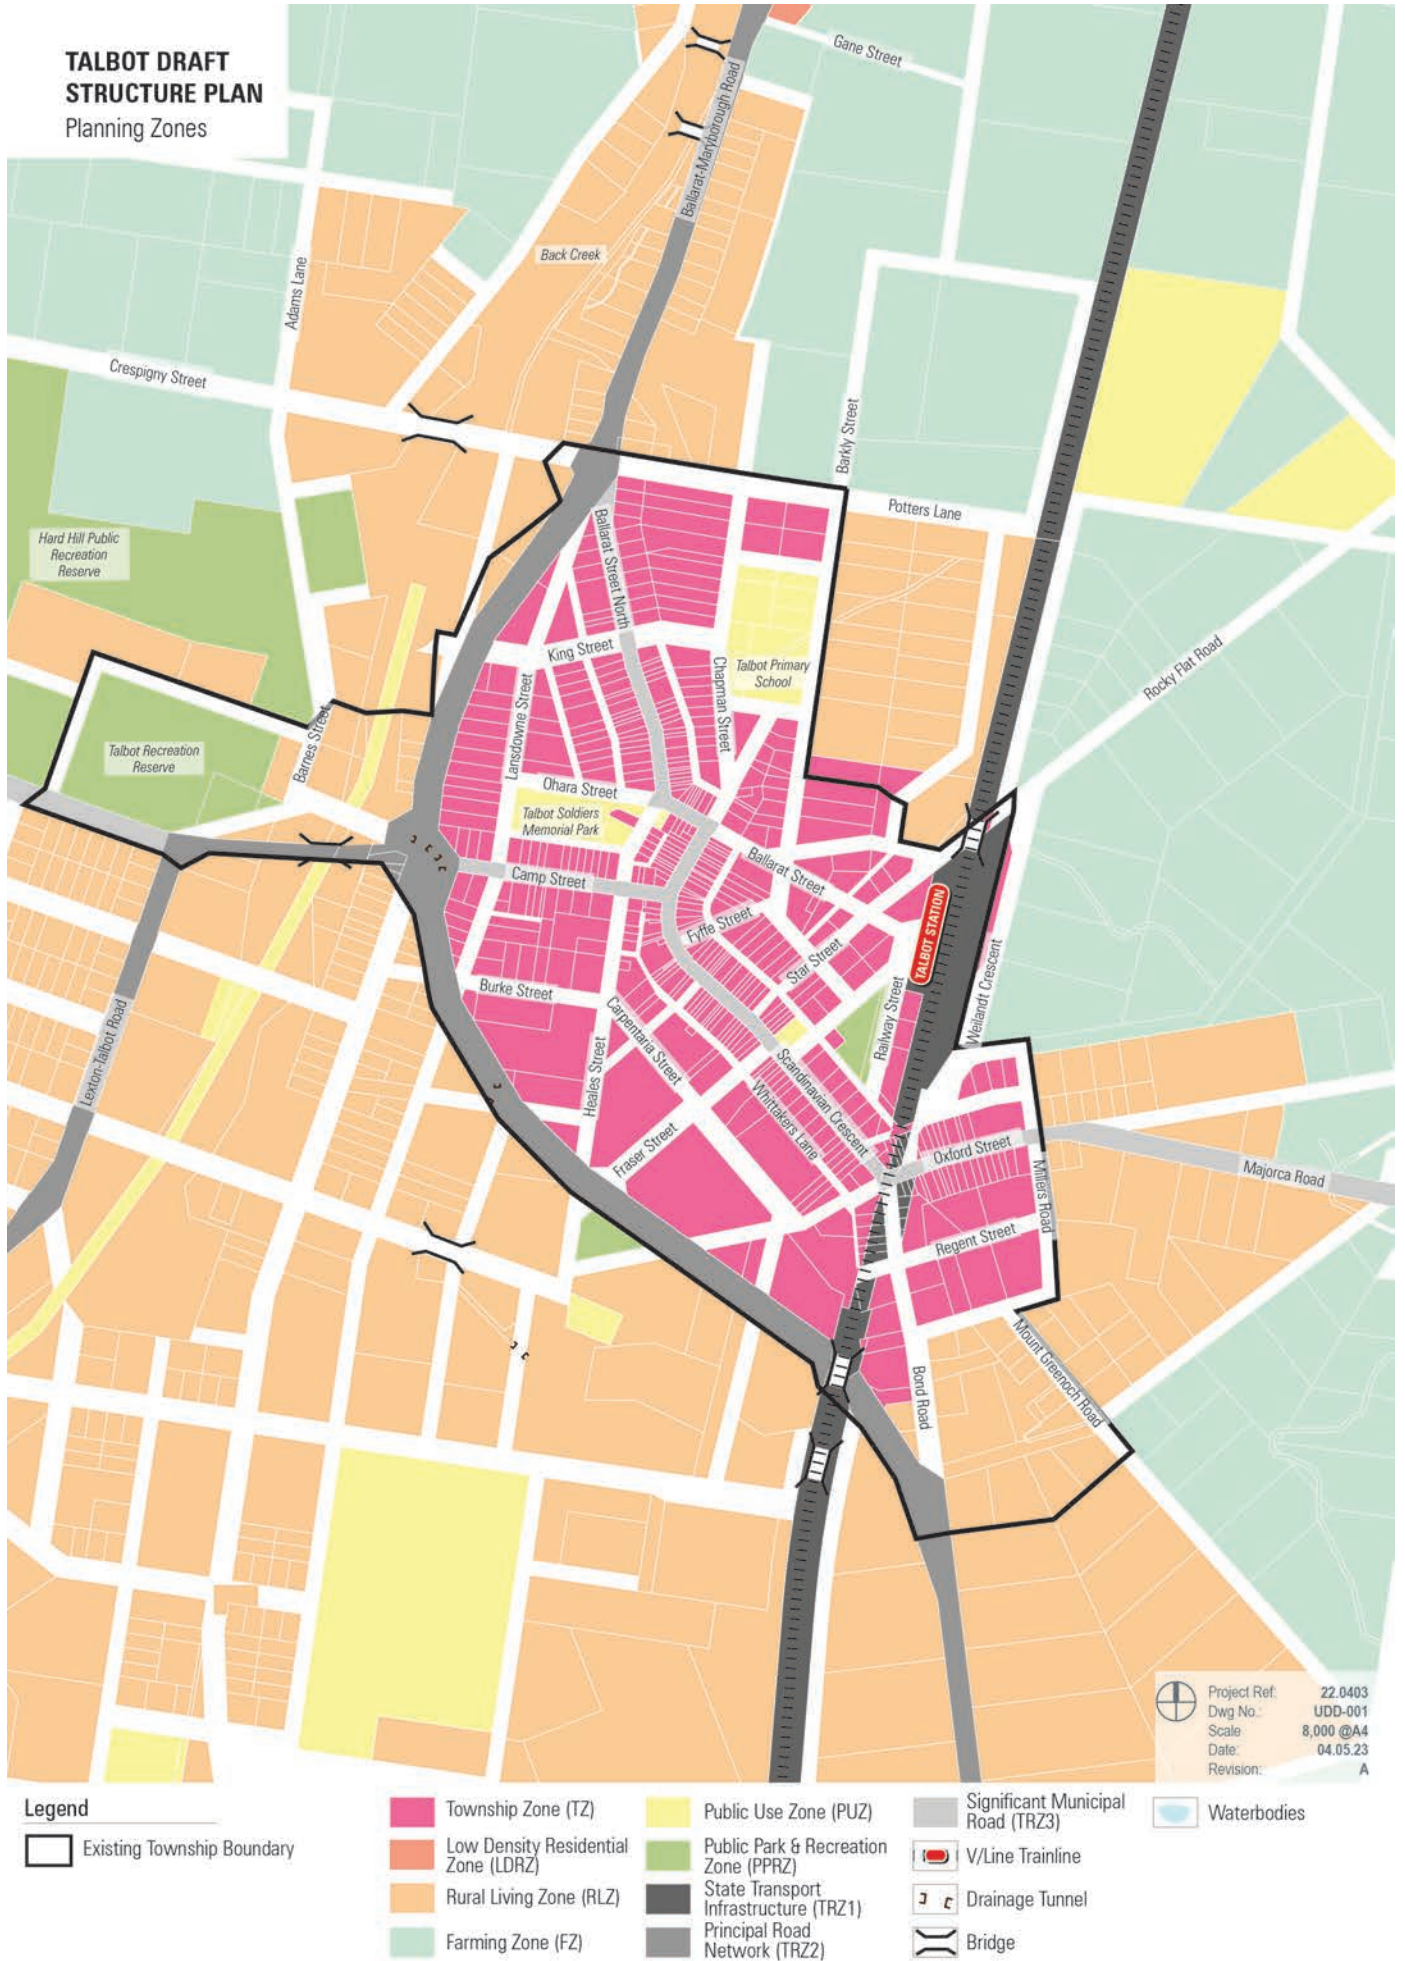 TALBOT DRAFT
STRUCTURE PLAN
Planning Zones
Gane Street
Ballarat-Maryborough Road
Back Creek
Adams Lane
Crespigny Street
Barkly Street
Potters Lane
Hard Hill Public
Recreation
Reserve
Ballarat Street North
King Street
Talbot Primary
School
Chapman Street
Rocky Flat Road
Lansdowne Street
Barnes Street
Talbot Recreation
Reserve
Ohara Street
Talbot Soldiers
Memorial Park
Ballarat Street
Camp Street
Fyffe Street
Star Street
TALBOT STATION
Weilandt Crescent
Railway Street
Burke Street
Carpentaria Street
Heales Street
Scandinavian Crescent
Whittakers Lane
Fraser Street
Lexton-Talbot Road
Oxford Street
Millers Road
Majorca Road
Regent Street
Mount Greenoch Road
Bond Road
Project Ref: 22.0403
Dwg No.: UDD-001
Scale 8,000 @A4
Date: 04.05.23
Revision: A
Legend
Existing Township Boundary
Township Zone (TZ)
Low Density Residential
Zone (LDRZ)
Rural Living Zone (RLZ)
Farming Zone (FZ)
Public Use Zone (PUZ)
Public Park & Recreation
Zone (PPRZ)
State Transport
Infrastructure (TRZ1)
Principal Road
Network (TRZ2)
Significant Municipal
Road (TRZ3)
V/Line Trainline
Drainage Tunnel
Bridge
Waterbodies